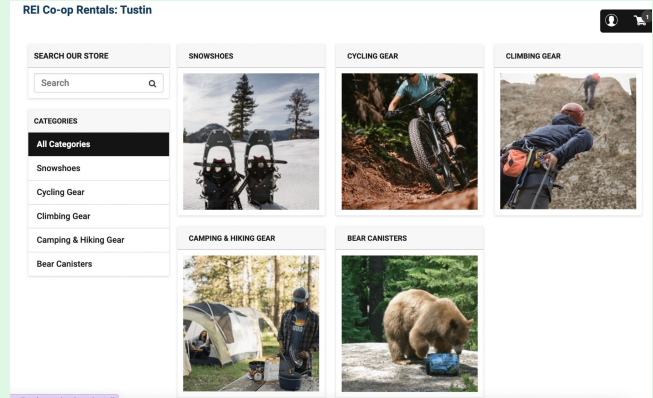 REI Co-op Rentals: Tustin
1
SEARCH OUR STORE
Search
CATEGORIES
All Categories
Snowshoes
Cycling Gear
Climbing Gear
Camping & Hiking Gear
Bear Canisters
SNOWSHOES
CYCLING GEAR
CLIMBING GEAR
CAMPING & HIKING GEAR
BEAR CANISTERS